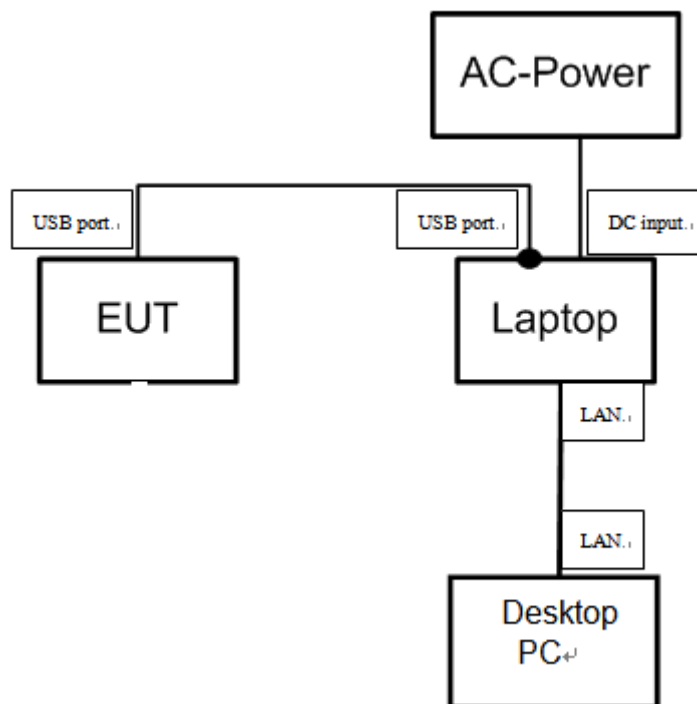 AC-Power
USB port.
USB port.
DC input.
EUT
Laptop
LAN.
LAN.
Desktop
PC↵